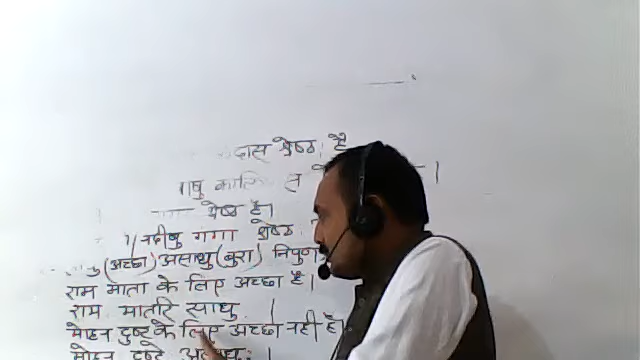 दास श्रेष्ठ है
श्रेष्ठ है।
नदीषु गंगा श्रेष्ठ
(अच्छा) असाधु (बुरा) निपुण
राम माता के लिए अच्छा है।
राम मातरि साधु ।
मोहन दुष्ट के लिए अच्छा नही है।
मोहन दुष्टे असाधु: ।